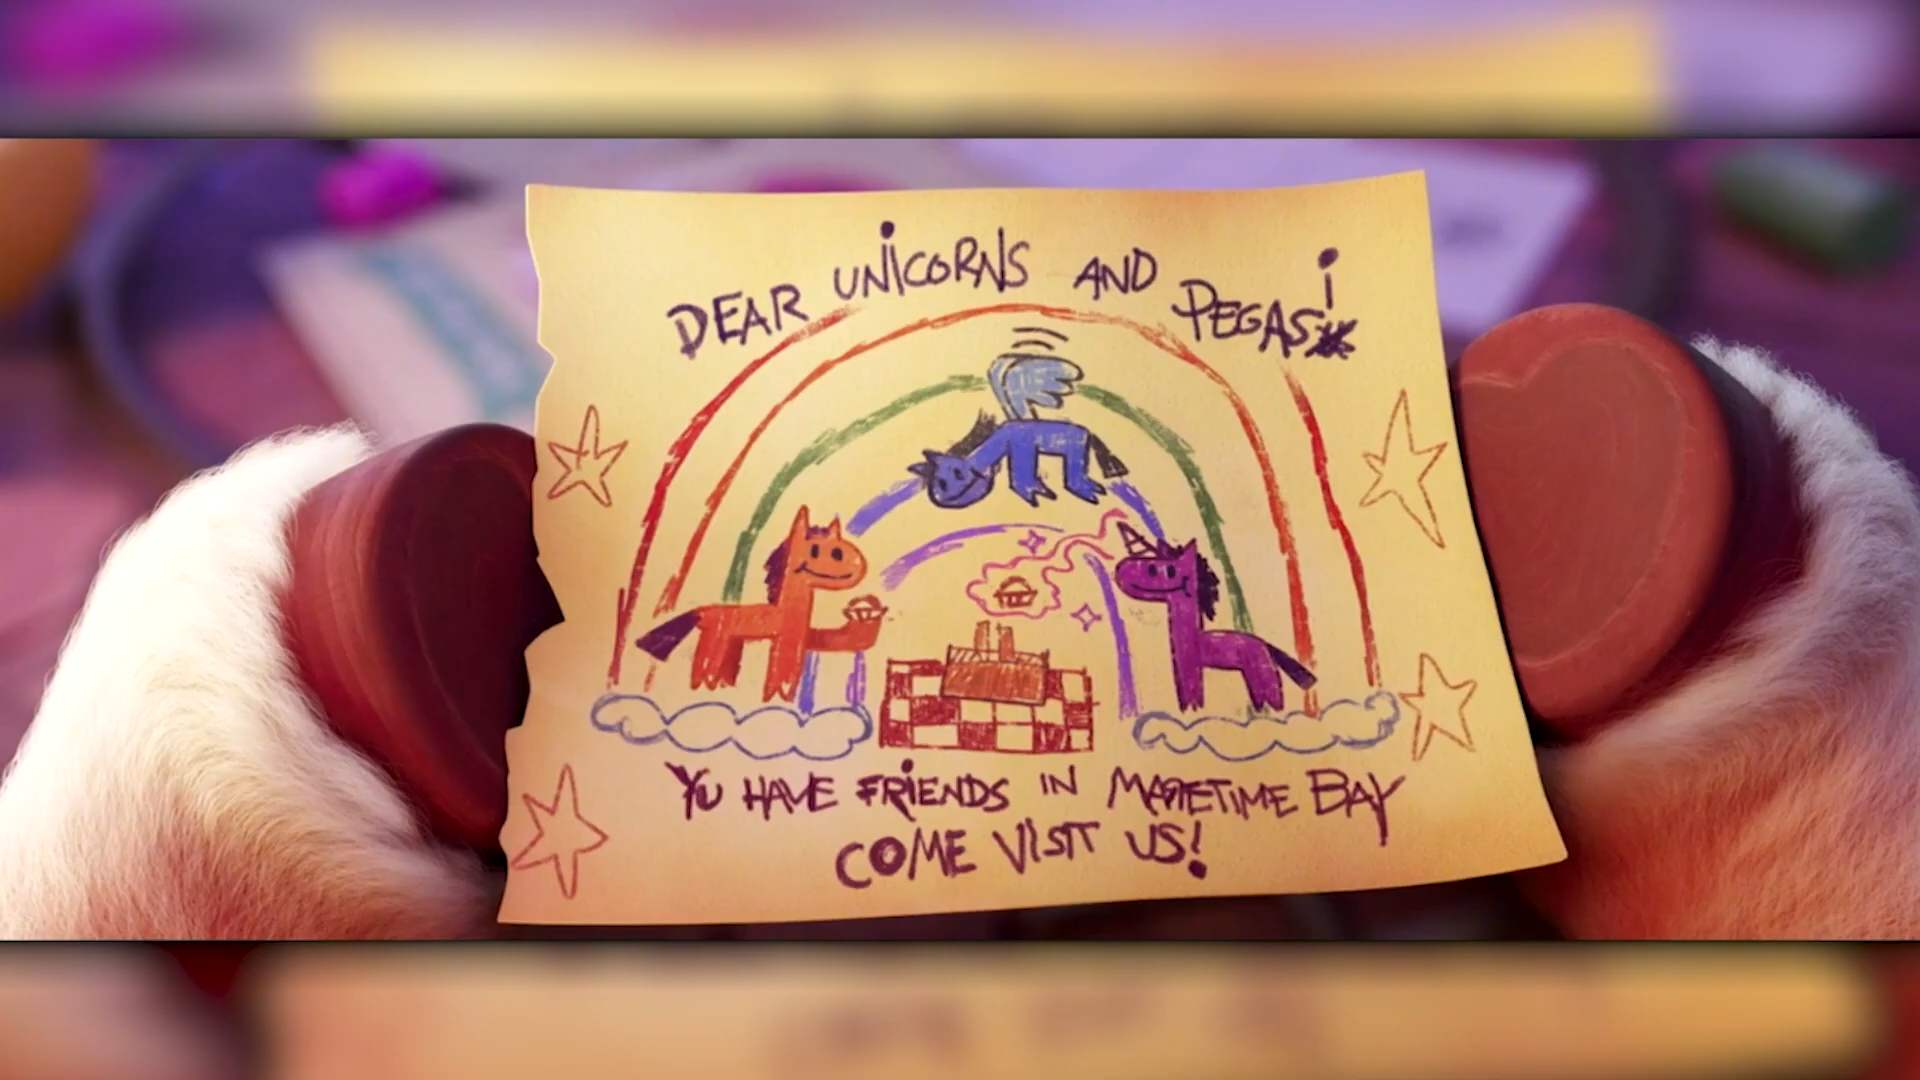 DEAR UNICORNS AND PEGASi
YU HAVE FRIENDS IN MARETIME BAY
COME VISIT US!